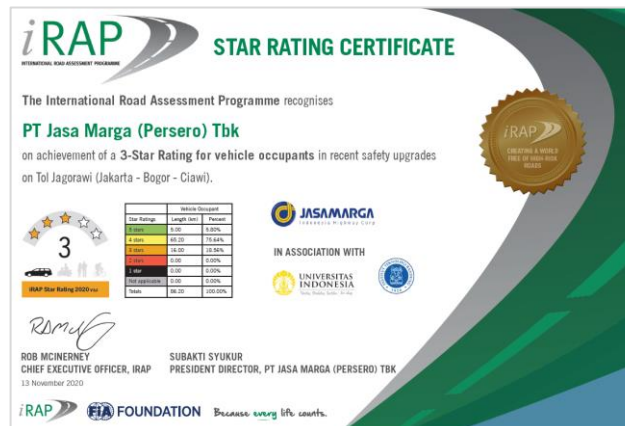 iRAP
INTERNATIONAL ROAD ASSESSMENT PROGRAMME
STAR RATING CERTIFICATE
The International Road Assessment Programme recognises
PT Jasa Marga (Persero) Tbk
on achievement of a 3-Star Rating for vehicle occupants in recent safety upgrades
on Tol Jagorawi (Jakarta - Bogor - Ciawi).
iRAP
CREATING A WORLD
FREE OF HIGH-RISK
ROADS
3
iRAP Star Rating 2020
Vehicle Occupant
Star Ratings Length (km) Percent
5 stars 5.00 5.80%
4 stars 65.20 75.64%
3 stars 16.00 18.56%
2 stars 0.00 0.00%
1 star 0.00 0.00%
Not applicable 0.00 0.00%
Totals 86.20 100.00%
JASAMARGA
Indonesia Highway Corp
IN ASSOCIATION WITH
UNIVERSITAS
INDONESIA
ROB MCINERNEY
CHIEF EXECUTIVE OFFICER, IRAP
13 November 2020
SUBAKTI SYUKUR
PRESIDENT DIRECTOR, PT JASA MARGA (PERSERO) TBK
iRAP
FIA FOUNDATION
Because every life counts.